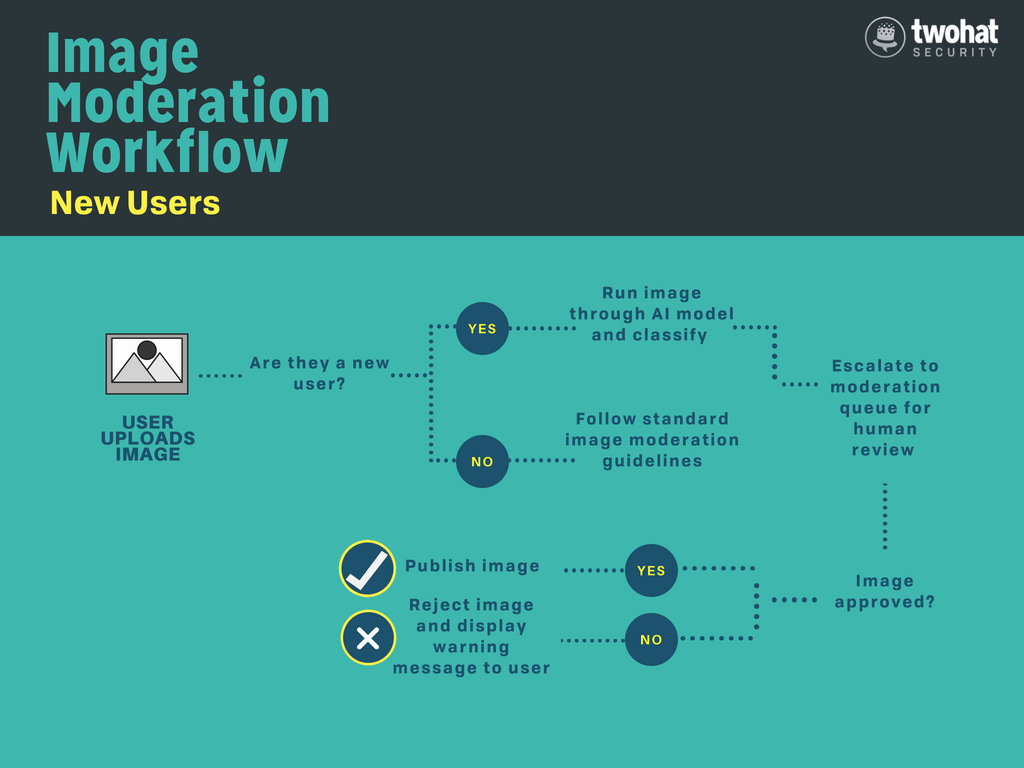 Image
Moderation
Workflow
New Users
twohat
SECURITY
USER
UPLOADS
IMAGE
Are they a new
user?
YES
Run image
through AI model
and classify
NO
Follow standard
image moderation
guidelines
Escalate to
moderation
queue for
human
review
Image
approved?
YES
Publish image
NO
Reject image
and display
warning
message to user